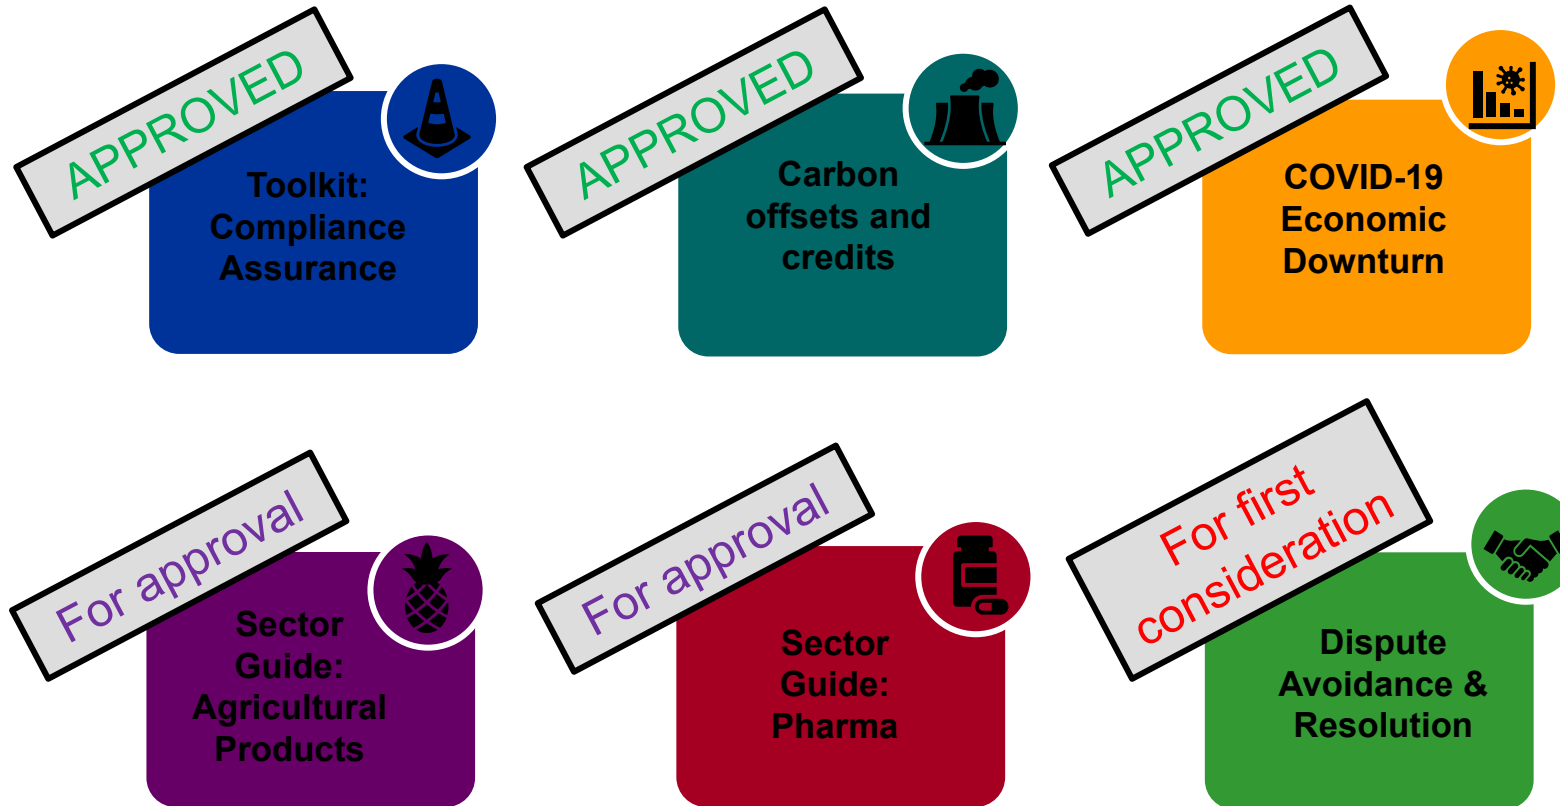 APPROVED
Toolkit:
Compliance
Assurance
APPROVED
Carbon
offsets and
credits
APPROVED
COVID-19
Economic
Downturn
For approval
Sector
Guide:
Agricultural
Products
For approval
Sector
Guide:
Pharma
For first
consideration
Dispute
Avoidance &
Resolution